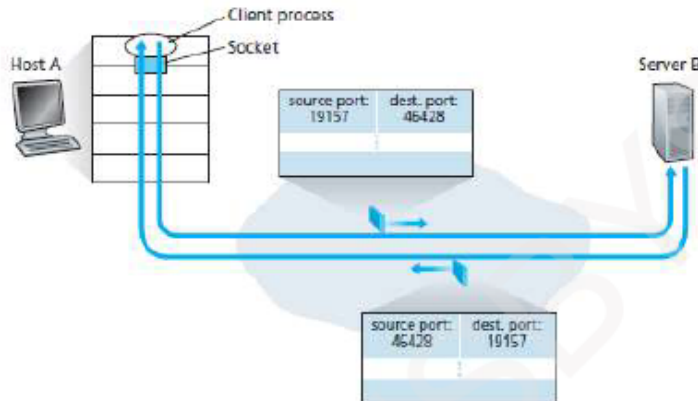 Client process
Socket
Host A
Server B
source port: dest. port:
19157 46428
source port: dest. port:
46428 19157